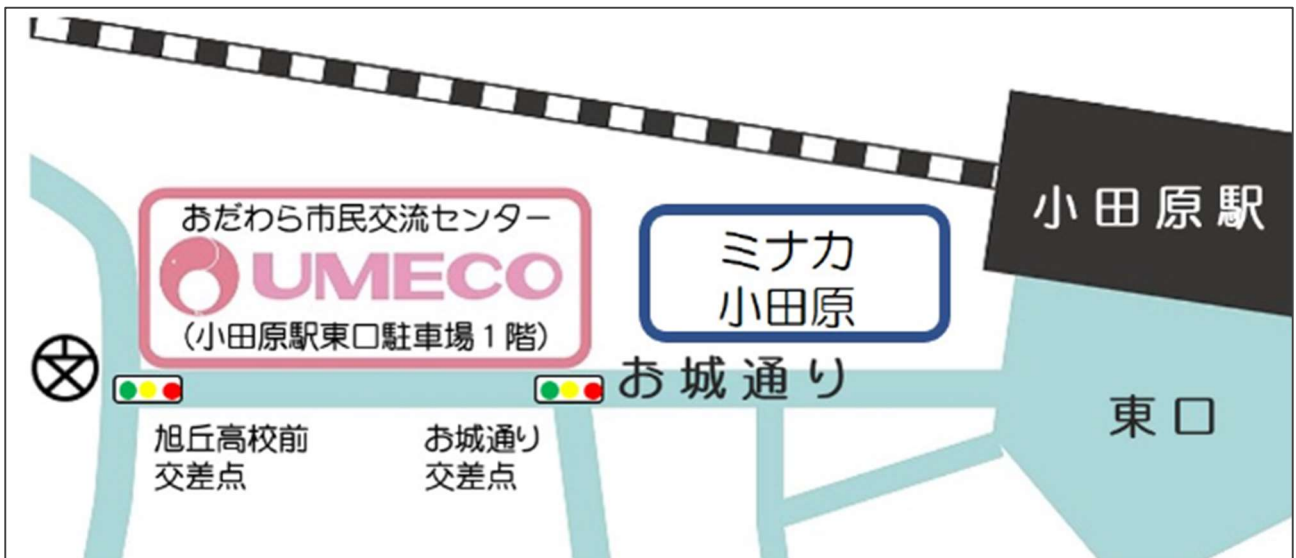 小田原駅
おだわら市民交流センター
UMECO
(小田原駅東口駐車場1階)
ミナカ
小田原
お城通り
東口
旭丘高校前
交差点
お城通り
交差点